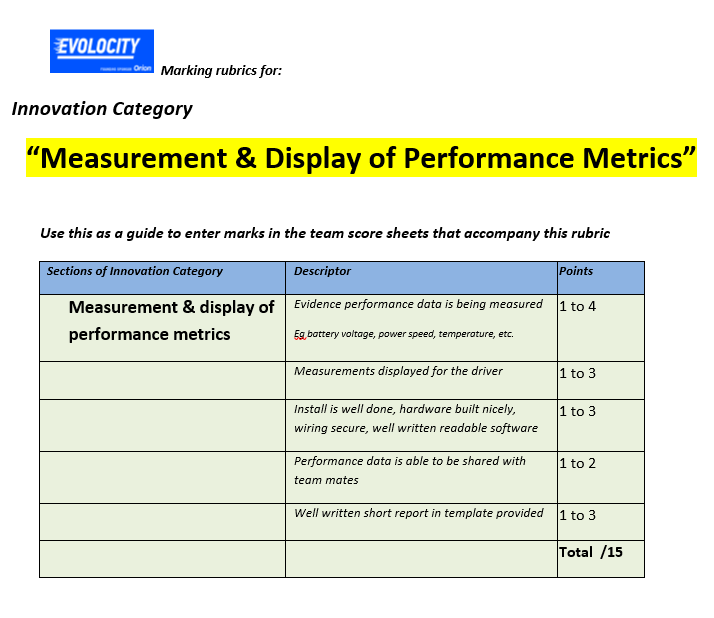 EVOLOCITY
Orion
Marking rubrics for:
Innovation Category
“Measurement & Display of Performance Metrics”
Use this as a guide to enter marks in the team score sheets that accompany this rubric
Sections of Innovation Category
Descriptor
Points
Measurement & display of
performance metrics
Evidence performance data is being measured
Eg battery voltage, power speed, temperature, etc.
1 to 4
Measurements displayed for the driver
1 to 3
Install is well done, hardware built nicely,
wiring secure, well written readable software
1 to 3
Performance data is able to be shared with
team mates
1 to 2
Well written short report in template provided
1 to 3
Total /15